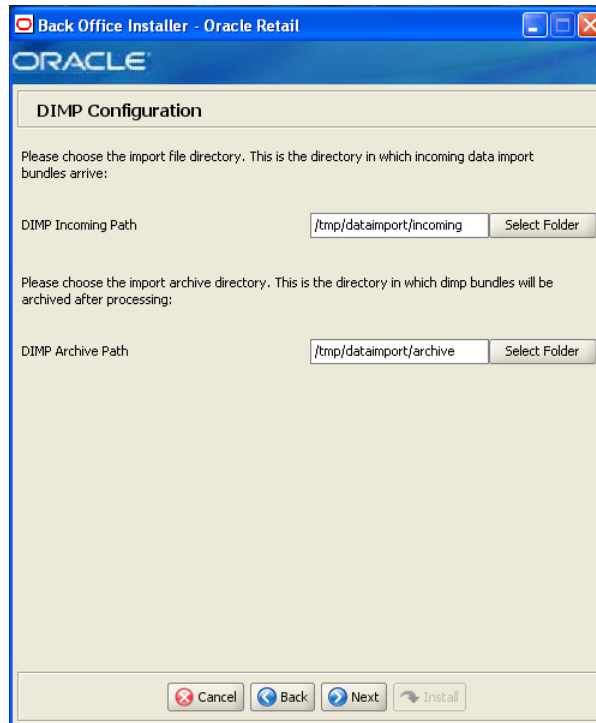 Back Office Installer - Oracle Retail
ORACLE
DIMP Configuration
Please choose the import file directory. This is the directory in which incoming data import
bundles arrive:
DIMP Incoming Path /tmp/dataimport/incoming Select Folder
Please choose the import archive directory. This is the directory in which dimp bundles will be
archived after processing:
DIMP Archive Path /tmp/dataimport/archive Select Folder
Cancel Back Next Install